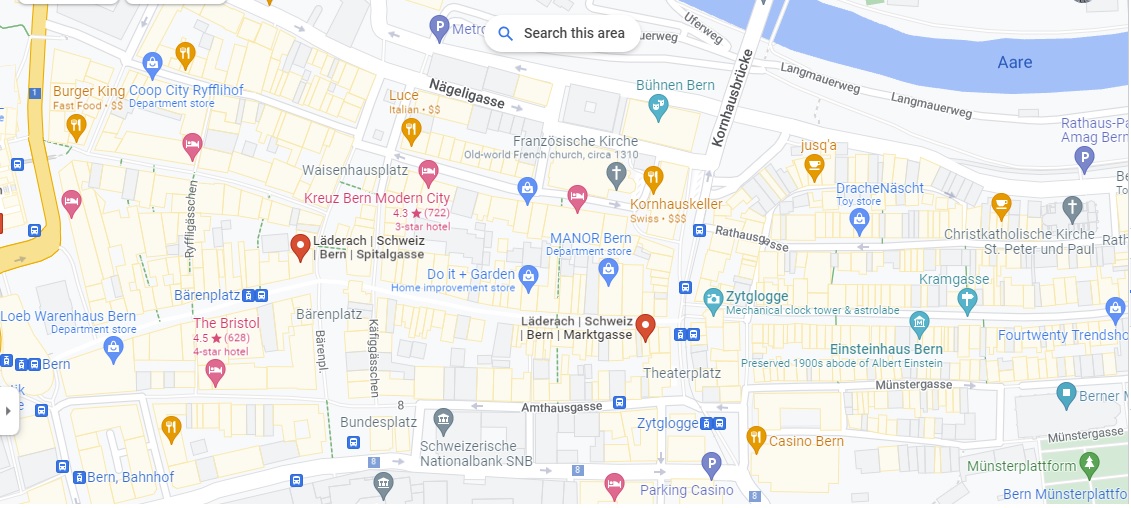 Metro
Search this area
uerweg
Uferweg
Aare
Langmauerweg
Langmauerweg
Burger King
Fast Food • $$
Coop City Ryfflihof
Department store
1
Luce
Italian • $$
Nägeligasse
Bühnen Bern
Kornhausbrücke
Rathaus-Pa
Amag Bern
Französische Kirche
Old-world French church, circa 1310
jusq'a
Waisenhausplatz
Kreuz Bern Modern City
4.3 ★ (722)
3-star hotel
Kornhauskeller
Swiss • $$$
DracheNäscht
Toy store
Be
To
Ryffligässchen
Läderach | Schweiz
| Bern | Spitalgasse
MANOR Bern
Department store
Rathausgasse
Christkatholische Kirche
St. Peter und Paul
Rath
Do it + Garden
Home improvement store
Kramgasse
Bärenplatz
Zytglogge
Mechanical clock tower & astrolabe
Loeb Warenhaus Bern
Department store
Bärenplatz
The Bristol
4.5 ★ (628)
4-star hotel
Läderach | Schweiz
| Bern | Marktgasse
Fourtwenty Trendsho
Bärenpl.
Käfiggässchen
Einsteinhaus Bern
Preserved 1900s abode of Albert Einstein
Bern
Theaterplatz
Münstergasse
8
Amthausgasse
Berner M
Bundesplatz
Schweizerische
Nationalbank SNB
Zytglogge
Casino Bern
Münstergasse
8
8
Bern, Bahnhof
Parking Casino
8
Münsterplattform
Bern Münsterplattfo